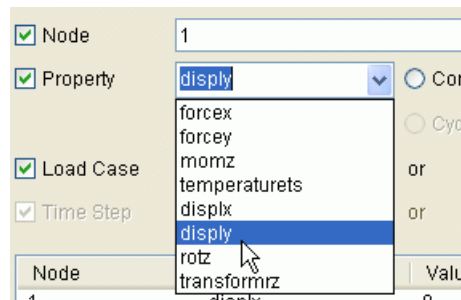 Node 1
Property disply Con
forcex
Cyc
forcey
momz
Load Case or
temperaturets
displx
Time Step or
disply
rotz
Node Valu
transformrz
1 displx 0